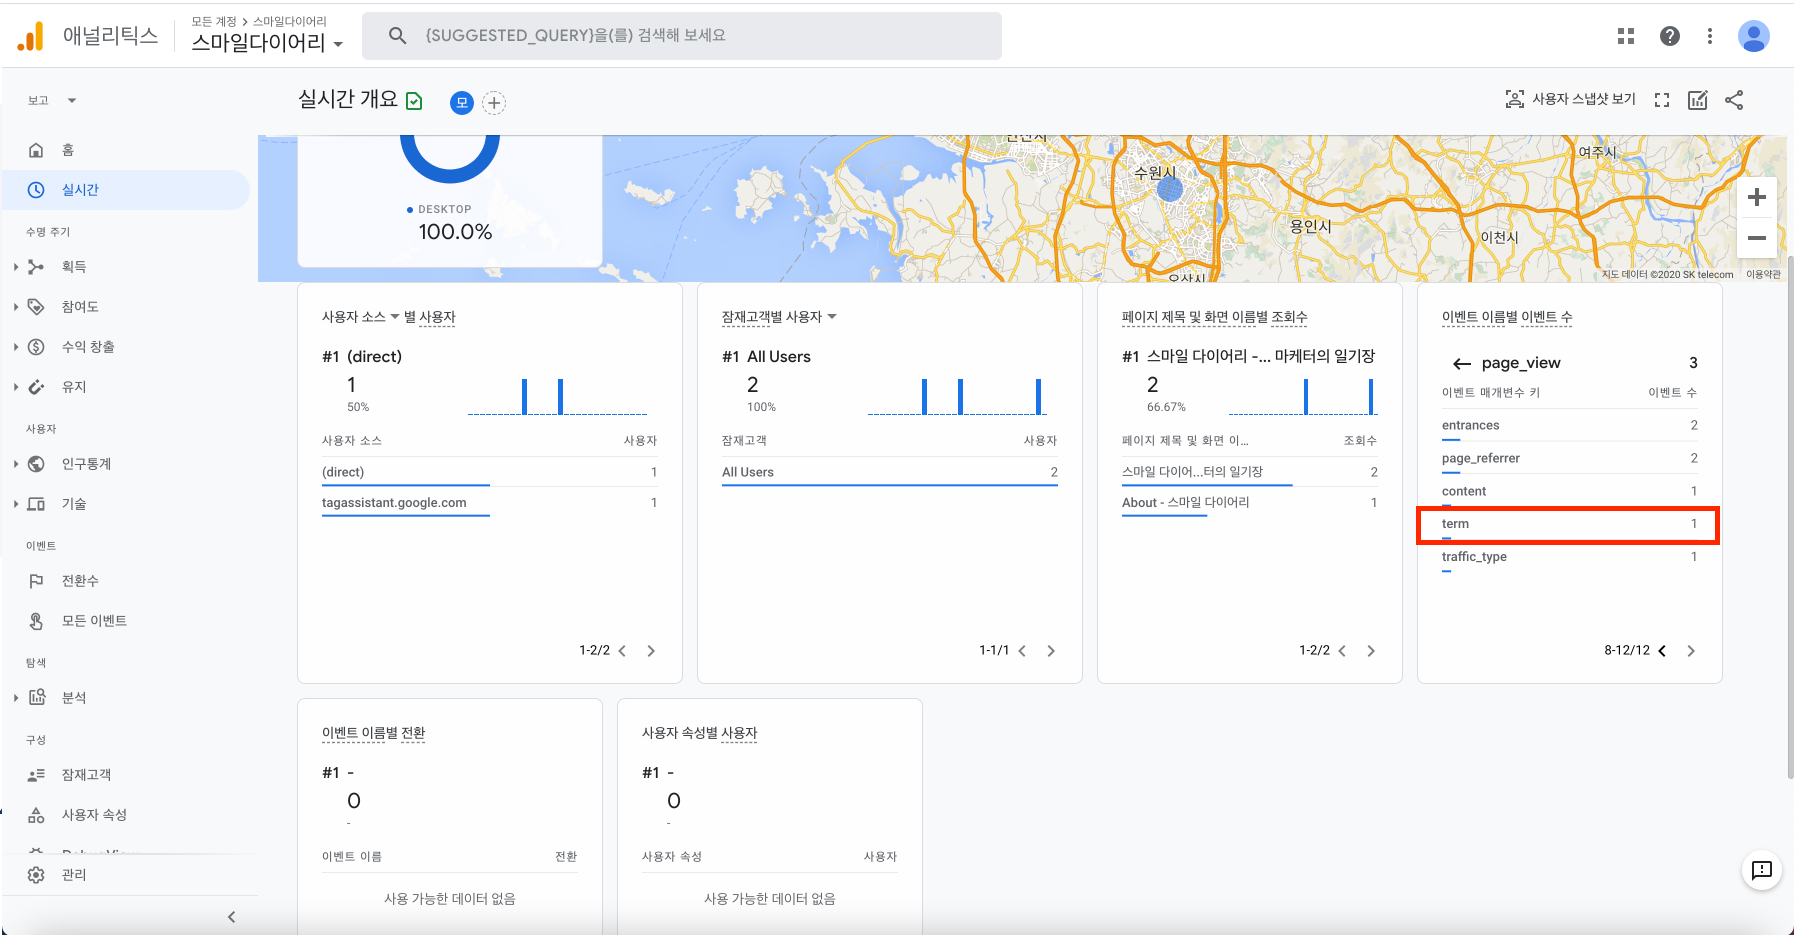 애널리틱스
모든 계정 > 스마일다이어리
스마일다이어리
{SUGGESTED_QUERY}을(를) 검색해 보세요
보고
홈
실시간
수명 주기
획득
참여도
수익 창출
유지
사용자
인구통계
기술
이벤트
전환수
모든 이벤트
탐색
분석
구성
잠재고객
사용자 속성
DebugView
관리
실시간 개요
모
사용자 스냅샷 보기
DESKTOP
100.0%
안산시
수원시
여주시
용인시
이천시
오산시
지도 데이터 ©2020 SK telecom
이용약관
사용자 소스 별 사용자
#1 (direct)
1
50%
사용자 소스 사용자
(direct) 1
tagassistant.google.com 1
1-2/2
잠재고객별 사용자
#1 All Users
2
100%
잠재고객 사용자
All Users 2
1-1/1
페이지 제목 및 화면 이름별 조회수
#1 스마일 다이어리 -... 마케터의 일기장
2
66.67%
페이지 제목 및 화면 이... 조회수
스마일 다이어...터의 일기장 2
About - 스마일 다이어리 1
1-2/2
이벤트 이름별 이벤트 수
page_view 3
이벤트 매개변수 키 이벤트 수
entrances 2
page_referrer 2
content 1
term 1
traffic_type 1
8-12/12
이벤트 이름별 전환
#1 -
0
-
이벤트 이름 전환
사용 가능한 데이터 없음
사용자 속성별 사용자
#1 -
0
-
사용자 속성 사용자
사용 가능한 데이터 없음